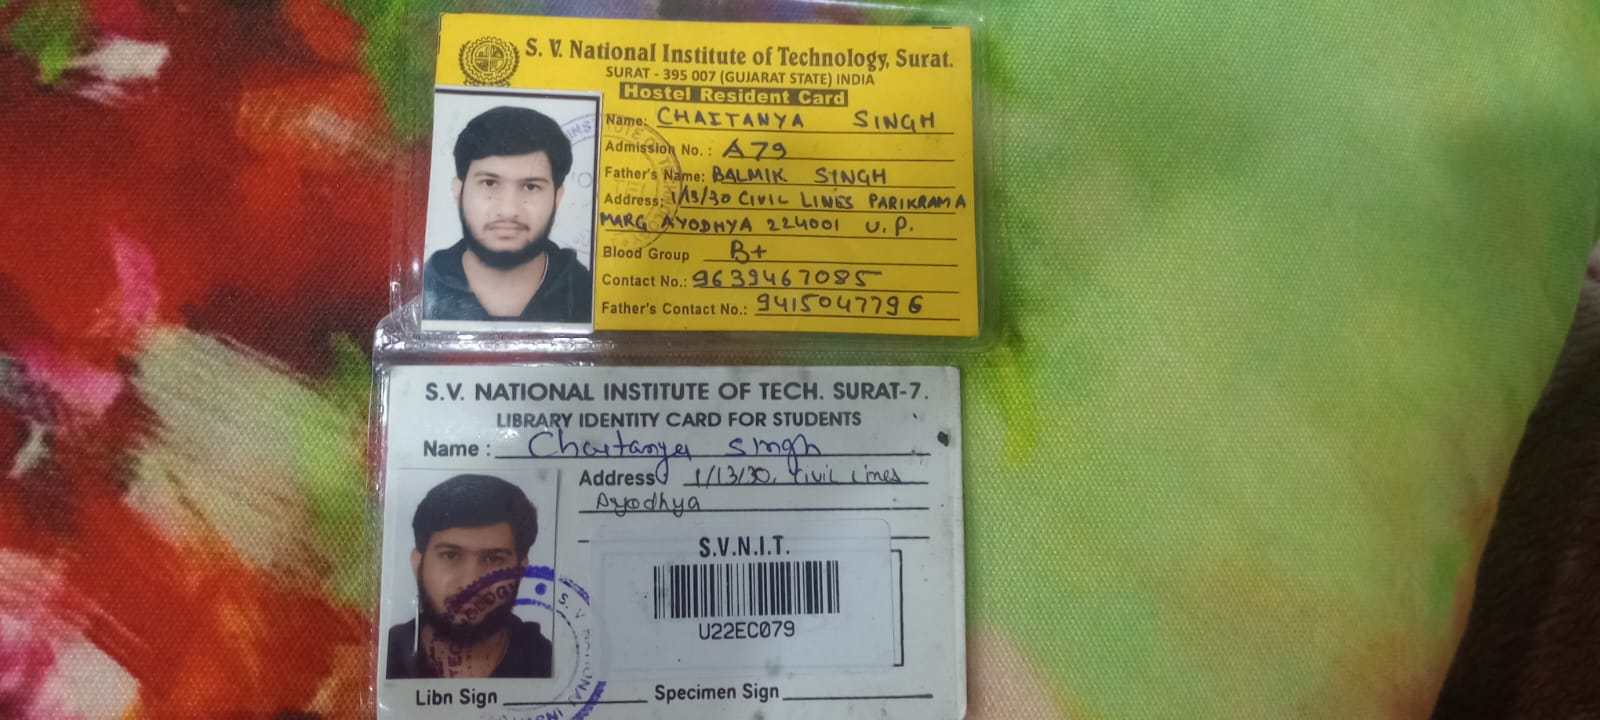 S. V. National Institute of Technology, Surat.
SURAT - 395 007 (GUJARAT STATE) INDIA
Hostel Resident Card
Name: CHAITANYA SINGH
Admission No. : A79
Father's Name: BALMIK SINGH
Address: 1/13/30 CIVIL LINES PARIKRAMA
MARG AYODHYA 224001 U.P.
Blood Group B+
Contact No.: 9639467085
Father's Contact No.: 9415047796
S.V. NATIONAL INSTITUTE OF TECH. SURAT-7.
LIBRARY IDENTITY CARD FOR STUDENTS
Name : Chaitanya Singh
Address 1/13/30, Civil Lines
Ayodhya
S.V.N.I.T.
U22EC079
Libn Sign
Specimen Sign